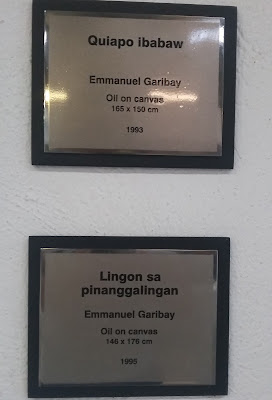 Quiapo ibabaw
Emmanuel Garibay
Oil on canvas
165 x 150 cm
1993
Lingon sa
pinanggalingan
Emmanuel Garibay
Oil on canvas
146 x 176 cm
1995